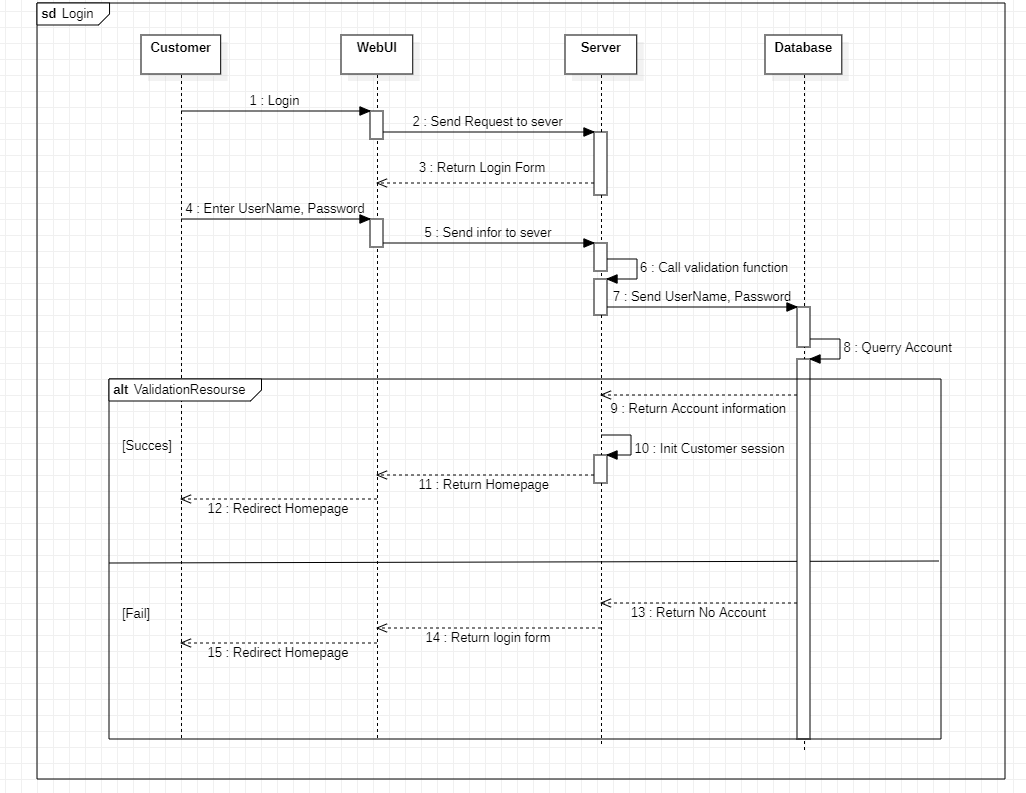 sd Login
Customer
WebUI
Server
Database
1 : Login
2 : Send Request to sever
3 : Return Login Form
4 : Enter UserName, Password
5 : Send infor to sever
6 : Call validation function
7 : Send UserName, Password
8 : Querry Account
alt ValidationResourse
9 : Return Account information
[Succes]
10 : Init Customer session
11 : Return Homepage
12 : Redirect Homepage
[Fail]
13 : Return No Account
14 : Return login form
15 : Redirect Homepage